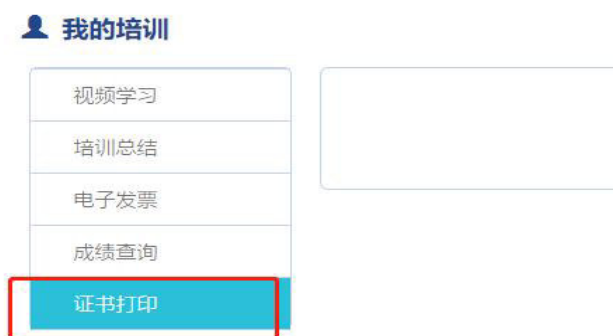 我的培训
视频学习
培训总结
电子发票
成绩查询
证书打印